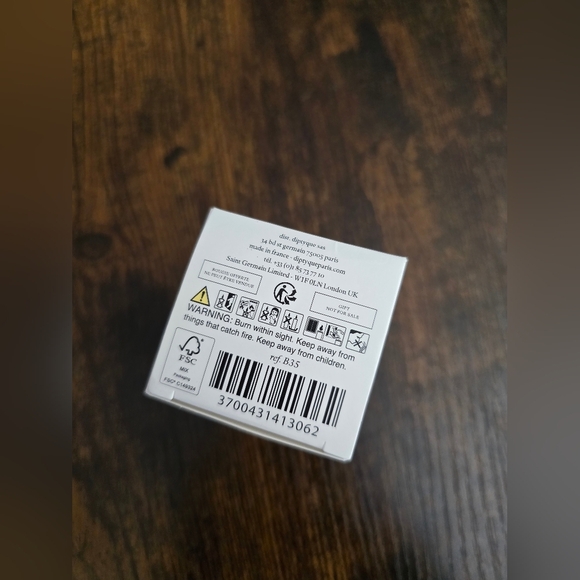 distr. diptyque sas
34 bd st germain 75005 paris
made in france - diptyqueparis.com
tél. +33 (0)1 85 73 77 10
Saint Germain Limited - W1F 0LN London UK
BOUGIE OFFERTE
NE PEUT ÊTRE VENDUE
GIFT
NOT FOR SALE
WARNING: Burn within sight. Keep away from
things that catch fire. Keep away from children.
ref. B35
FSC
MIX
FSC®
3700431413062